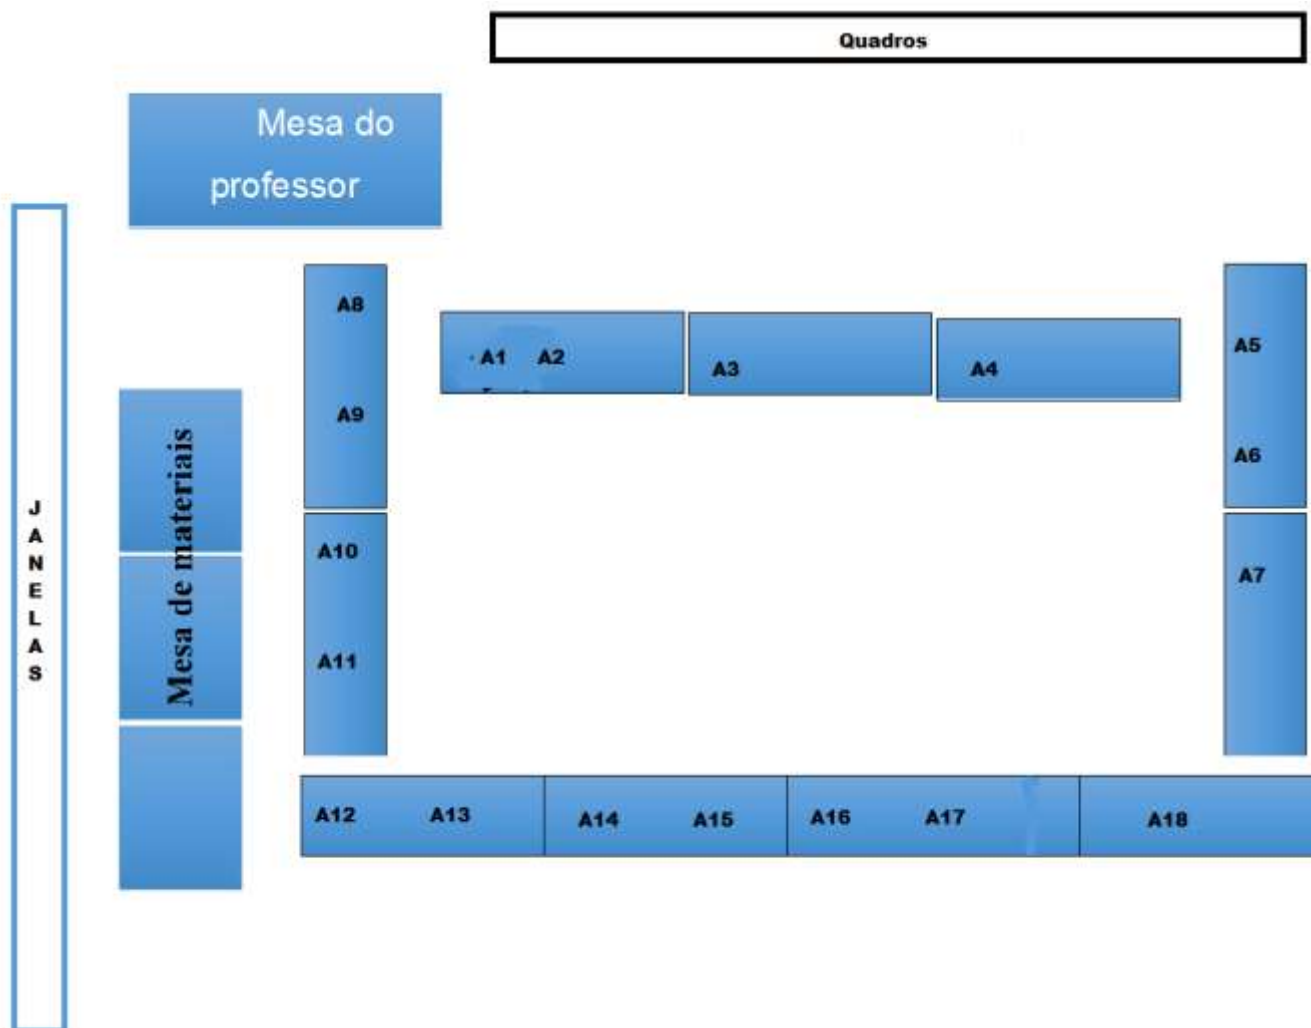 Quadros
Mesa do
professor
JANELAS
Mesa de materiais
A8
A1 A2
A3
A4
A5
A9
A6
A10
A7
A11
A12 A13 A14 A15 A16 A17 A18